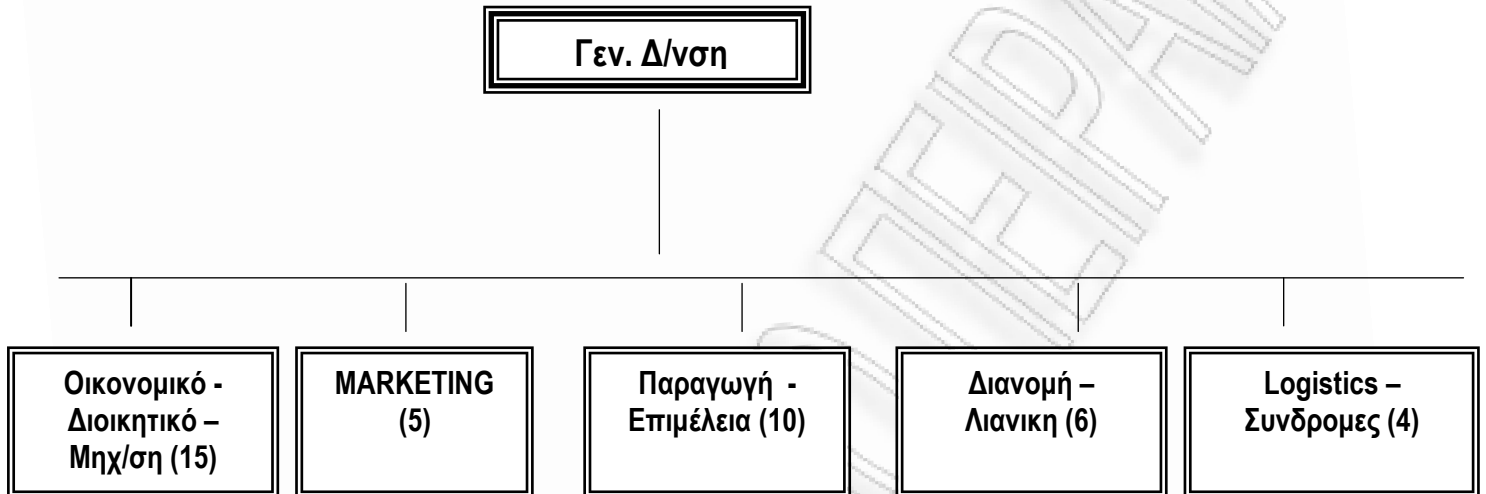 Γεν. Δ/νση
Οικονομικό -
Διοικητικό –
Μηχ/ση (15)
MARKETING
(5)
Παραγωγή -
Επιμέλεια (10)
Διανομή –
Λιανικη (6)
Logistics –
Συνδρομες (4)